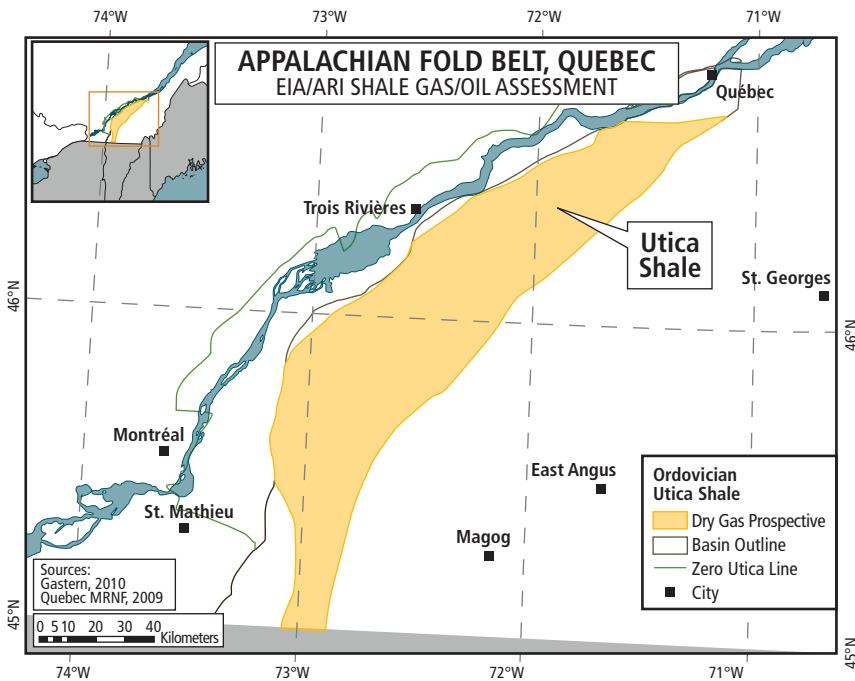 74°W
73°W
72°W
71°W
APPALACHIAN FOLD BELT, QUEBEC
EIA/ARI SHALE GAS/OIL ASSESSMENT
Québec
Trois Rivières
Utica
Shale
St. Georges
46°N
46°N
Montréal
East Angus
St. Mathieu
Magog
Ordovician
Utica Shale
Dry Gas Prospective
Basin Outline
Zero Utica Line
City
Sources:
Gastern, 2010
Quebec MRNF, 2009
0 5 10 20 30 40
Kilometers
45°N
45°N
74°W
73°W
72°W
71°W